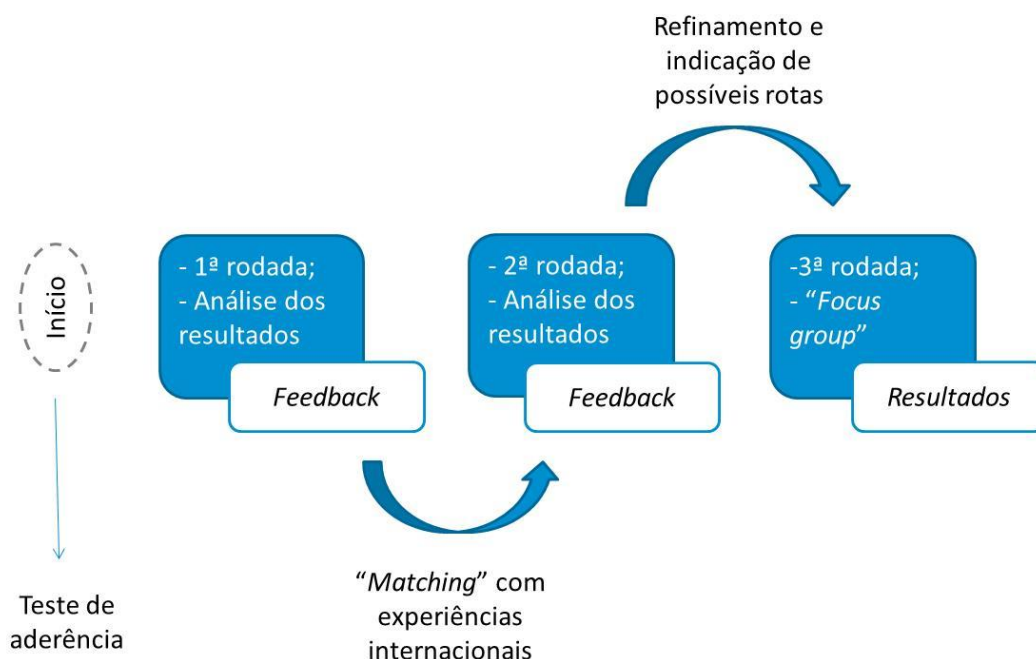 Refinamento e
indicação de
possíveis rotas
Início
- 1ª rodada;
- Análise dos
resultados
Feedback
- 2ª rodada;
- Análise dos
resultados
Feedback
-3ª rodada;
- “Focus
group”
Resultados
Teste de
aderência
“Matching” com
experiências
internacionais